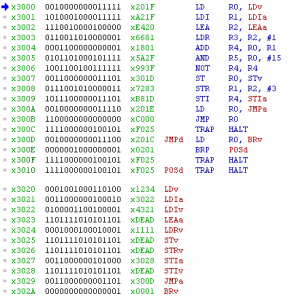 x3000 0010000000011111 x201F LD R0, LDv
x3001 1010001000011111 xA21F LDI R1, LDIa
x3002 1110010000100000 xE420 LEA R2, LEAa
x3003 0110011010000001 x6681 LDR R3, R2, #1
x3004 0001100000000001 x1801 ADD R4, R0, R1
x3005 0101101000101111 x5A2F AND R5, R0, #15
x3006 1001100100111111 x993F NOT R4, R4
x3007 0011000000011101 x301D ST R0, STv
x3008 0111001010000011 x7283 STR R1, R2, #3
x3009 1011100000011101 xB81D STI R4, STIa
x300A 0010000000011110 x201E LD R0, JMPa
x300B 1100000000000000 xC000 JMP R0
x300C 1111000000100101 xF025 TRAP HALT
x300D 0010000000011100 x201C JMPd LD R0, BRv
x300E 0000001000000001 x0201 BRP POSd
x300F 1111000000100101 xF025 TRAP HALT
x3010 1111000000100101 xF025 POSd TRAP HALT
x3020 0001001000110100 x1234 LDv
x3021 0011000000100010 x3022 LDIa
x3022 0100001100100001 x4321 LDIv
x3023 1101111010101101 xDEAD LEAa
x3024 0001000100010001 x1111 LDRv
x3025 1101111010101101 xDEAD STv
x3026 1101111010101101 xDEAD STRv
x3027 0011000000101000 x3028 STIa
x3028 1101111010101101 xDEAD STIv
x3029 0011000000001101 x300D JMPa
x302A 0000000000000001 x0001 BRv